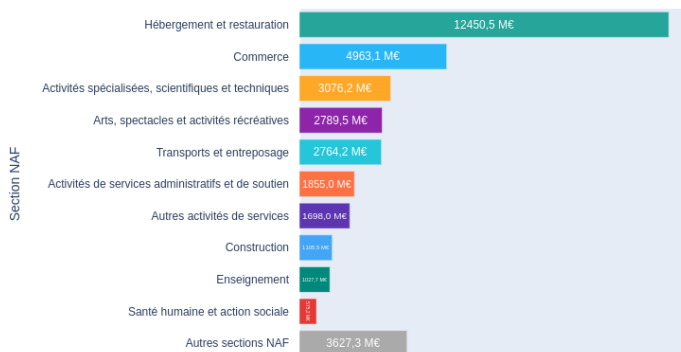 Hébergement et restauration
12450,5 M€
Commerce
4963,1 M€
Activités spécialisées, scientifiques et techniques
3076,2 M€
Arts, spectacles et activités récréatives
2789,5 M€
Transports et entreposage
2764,2 M€
Activités de services administratifs et de soutien
1855,0 M€
Autres activités de services
1698,0 M€
Construction
Enseignement
1027,7 M€
Santé humaine et action sociale
Autres sections NAF
3627,3 M€
Section NAF